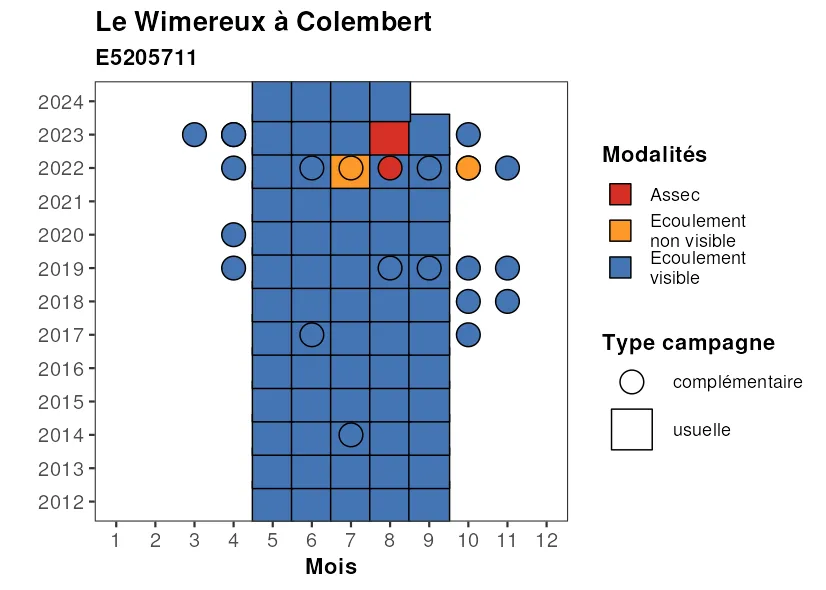 Le Wimereux à Colembert
E5205711
2024
2023
2022
2021
2020
2019
2018
2017
2016
2015
2014
2013
2012
1 2 3 4 5 6 7 8 9 10 11 12
Mois
Modalités
Assec
Ecoulement
non visible
Ecoulement
visible
Type campagne
complémentaire
usuelle